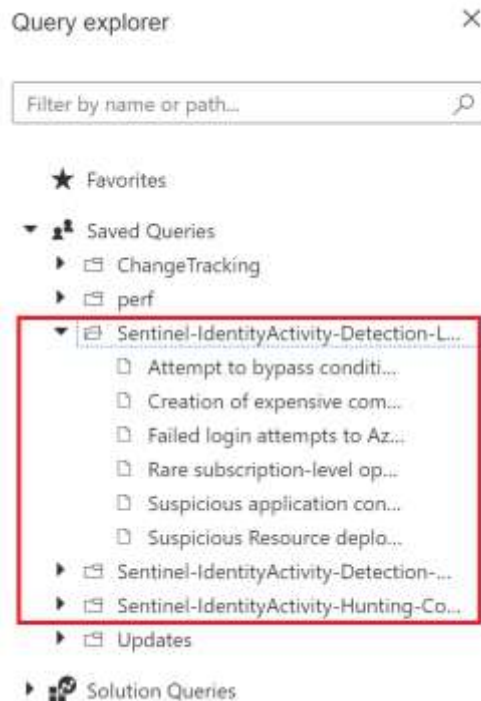 Query explorer
Filter by name or path...
Favorites
Saved Queries
ChangeTracking
perf
Sentinel-IdentityActivity-Detection-L...
Attempt to bypass conditi...
Creation of expensive com...
Failed login attempts to Az...
Rare subscription-level op...
Suspicious application con...
Suspicious Resource deplo...
Sentinel-IdentityActivity-Detection-...
Sentinel-IdentityActivity-Hunting-Co...
Updates
Solution Queries